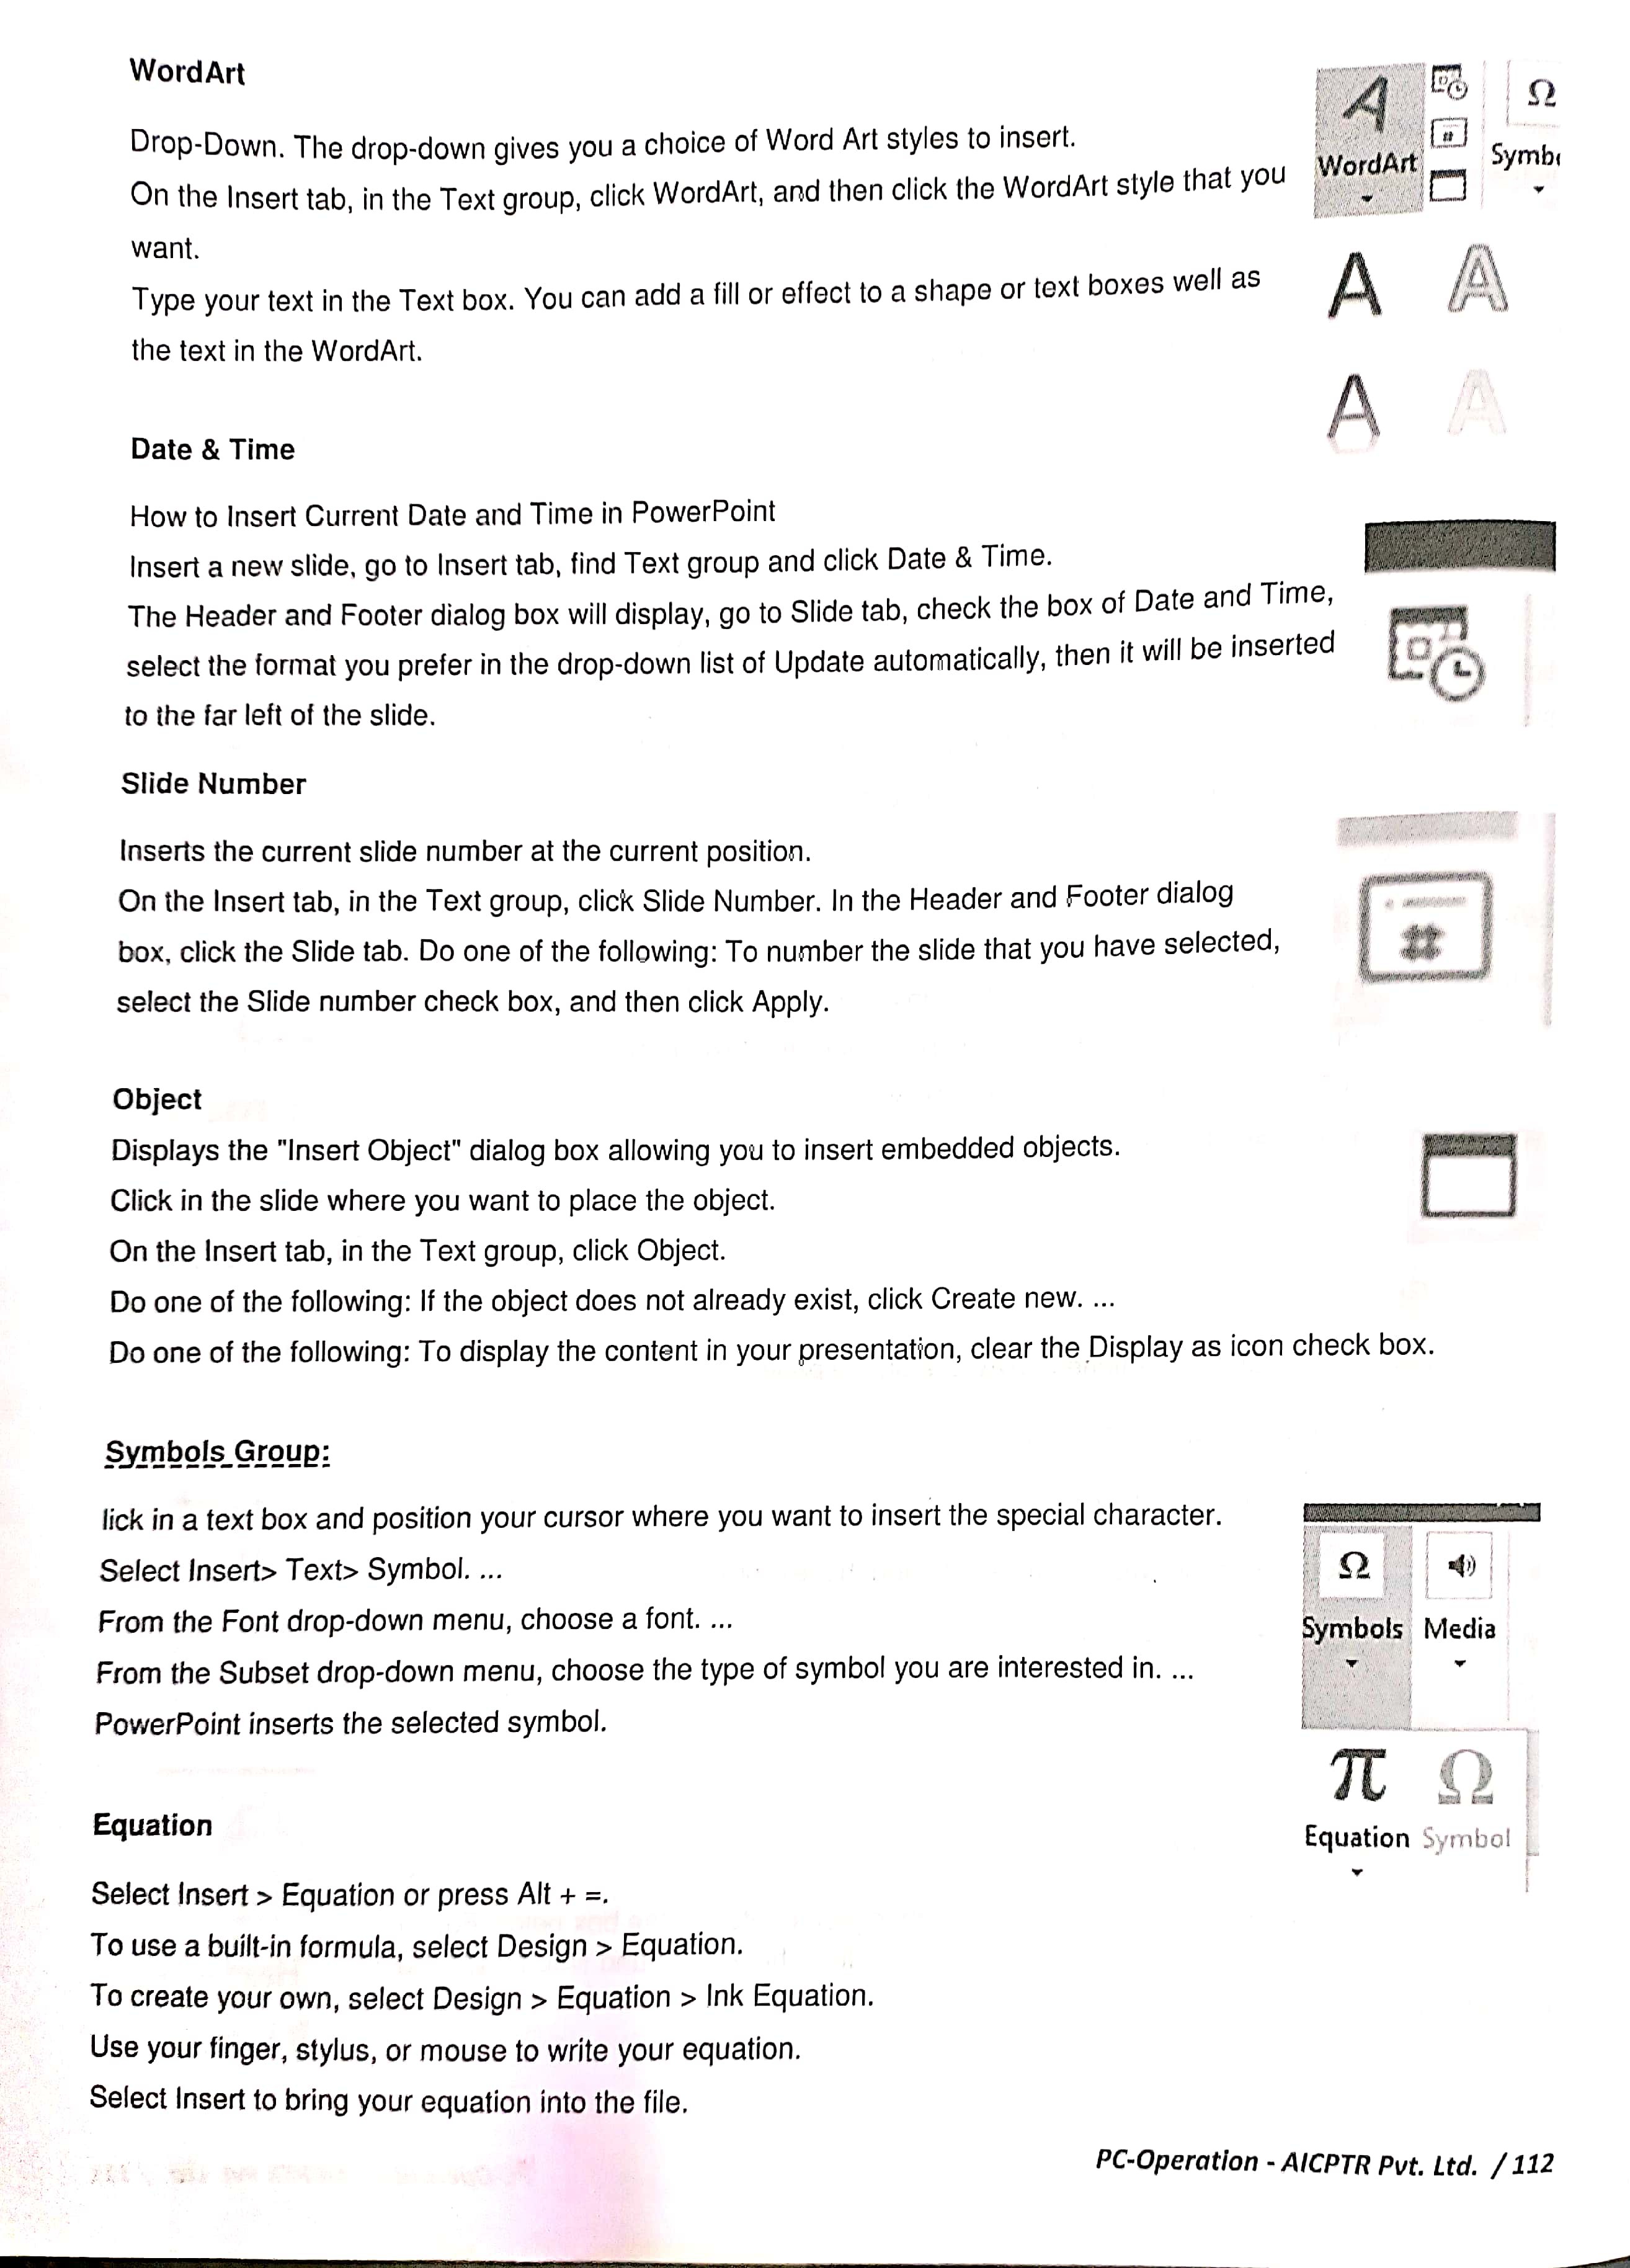 WordArt
Drop-Down. The drop-down gives you a choice of Word Art styles to insert.
On the Insert tab, in the Text group, click WordArt, and then click the WordArt style that you
want.
Type your text in the Text box. You can add a fill or effect to a shape or text boxes well as
the text in the WordArt.
WordArt
Ω
Symb
A A
A A
Date & Time
How to Insert Current Date and Time in PowerPoint
Insert a new slide, go to Insert tab, find Text group and click Date & Time.
The Header and Footer dialog box will display, go to Slide tab, check the box of Date and Time,
select the format you prefer in the drop-down list of Update automatically, then it will be inserted
to the far left of the slide.
Slide Number
Inserts the current slide number at the current position.
On the Insert tab, in the Text group, click Slide Number. In the Header and Footer dialog
box, click the Slide tab. Do one of the following: To number the slide that you have selected,
select the Slide number check box, and then click Apply.
#
Object
Displays the "Insert Object" dialog box allowing you to insert embedded objects.
Click in the slide where you want to place the object.
On the Insert tab, in the Text group, click Object.
Do one of the following: If the object does not already exist, click Create new. ...
Do one of the following: To display the content in your presentation, clear the Display as icon check box.
Symbols Group:
lick in a text box and position your cursor where you want to insert the special character.
Select Insert> Text> Symbol. ...
From the Font drop-down menu, choose a font. ...
From the Subset drop-down menu, choose the type of symbol you are interested in. ...
PowerPoint inserts the selected symbol.
Ω
Symbols Media
π Ω
Equation Symbol
Equation
Select Insert > Equation or press Alt + =.
To use a built-in formula, select Design > Equation.
To create your own, select Design > Equation > Ink Equation.
Use your finger, stylus, or mouse to write your equation.
Select Insert to bring your equation into the file.
PC-Operation - AICPTR Pvt. Ltd. / 112